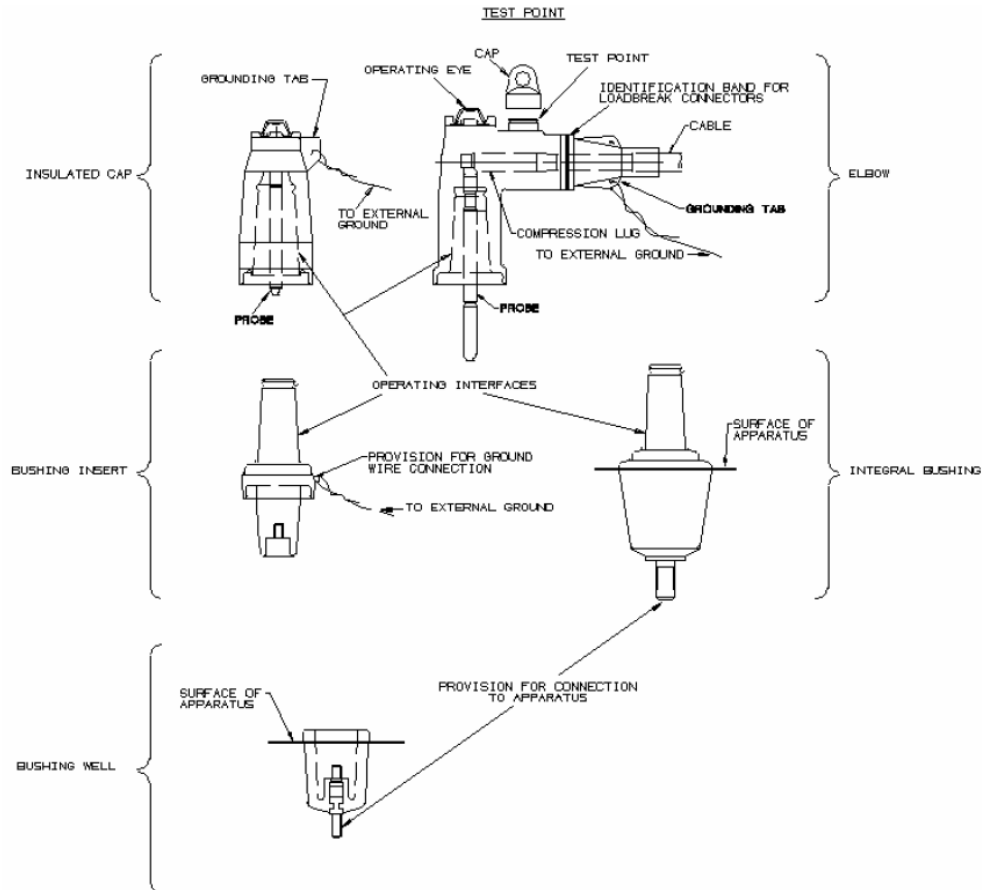 TEST POINT
CAP
TEST POINT
OPERATING EYE
GROUNDING TAB
IDENTIFICATION BAND FOR
LOADBREAK CONNECTORS
CABLE
INSULATED CAP
ELBOW
TO EXTERNAL
GROUND
GROUNDING TAB
COMPRESSION LUG
TO EXTERNAL GROUND
PROBE
PROBE
OPERATING INTERFACES
SURFACE OF
APPARATUS
BUSHING INSERT
PROVISION FOR GROUND
WIRE CONNECTION
INTEGRAL BUSHING
TO EXTERNAL GROUND
PROVISION FOR CONNECTION
TO APPARATUS
SURFACE OF
APPARATUS
BUSHING WELL